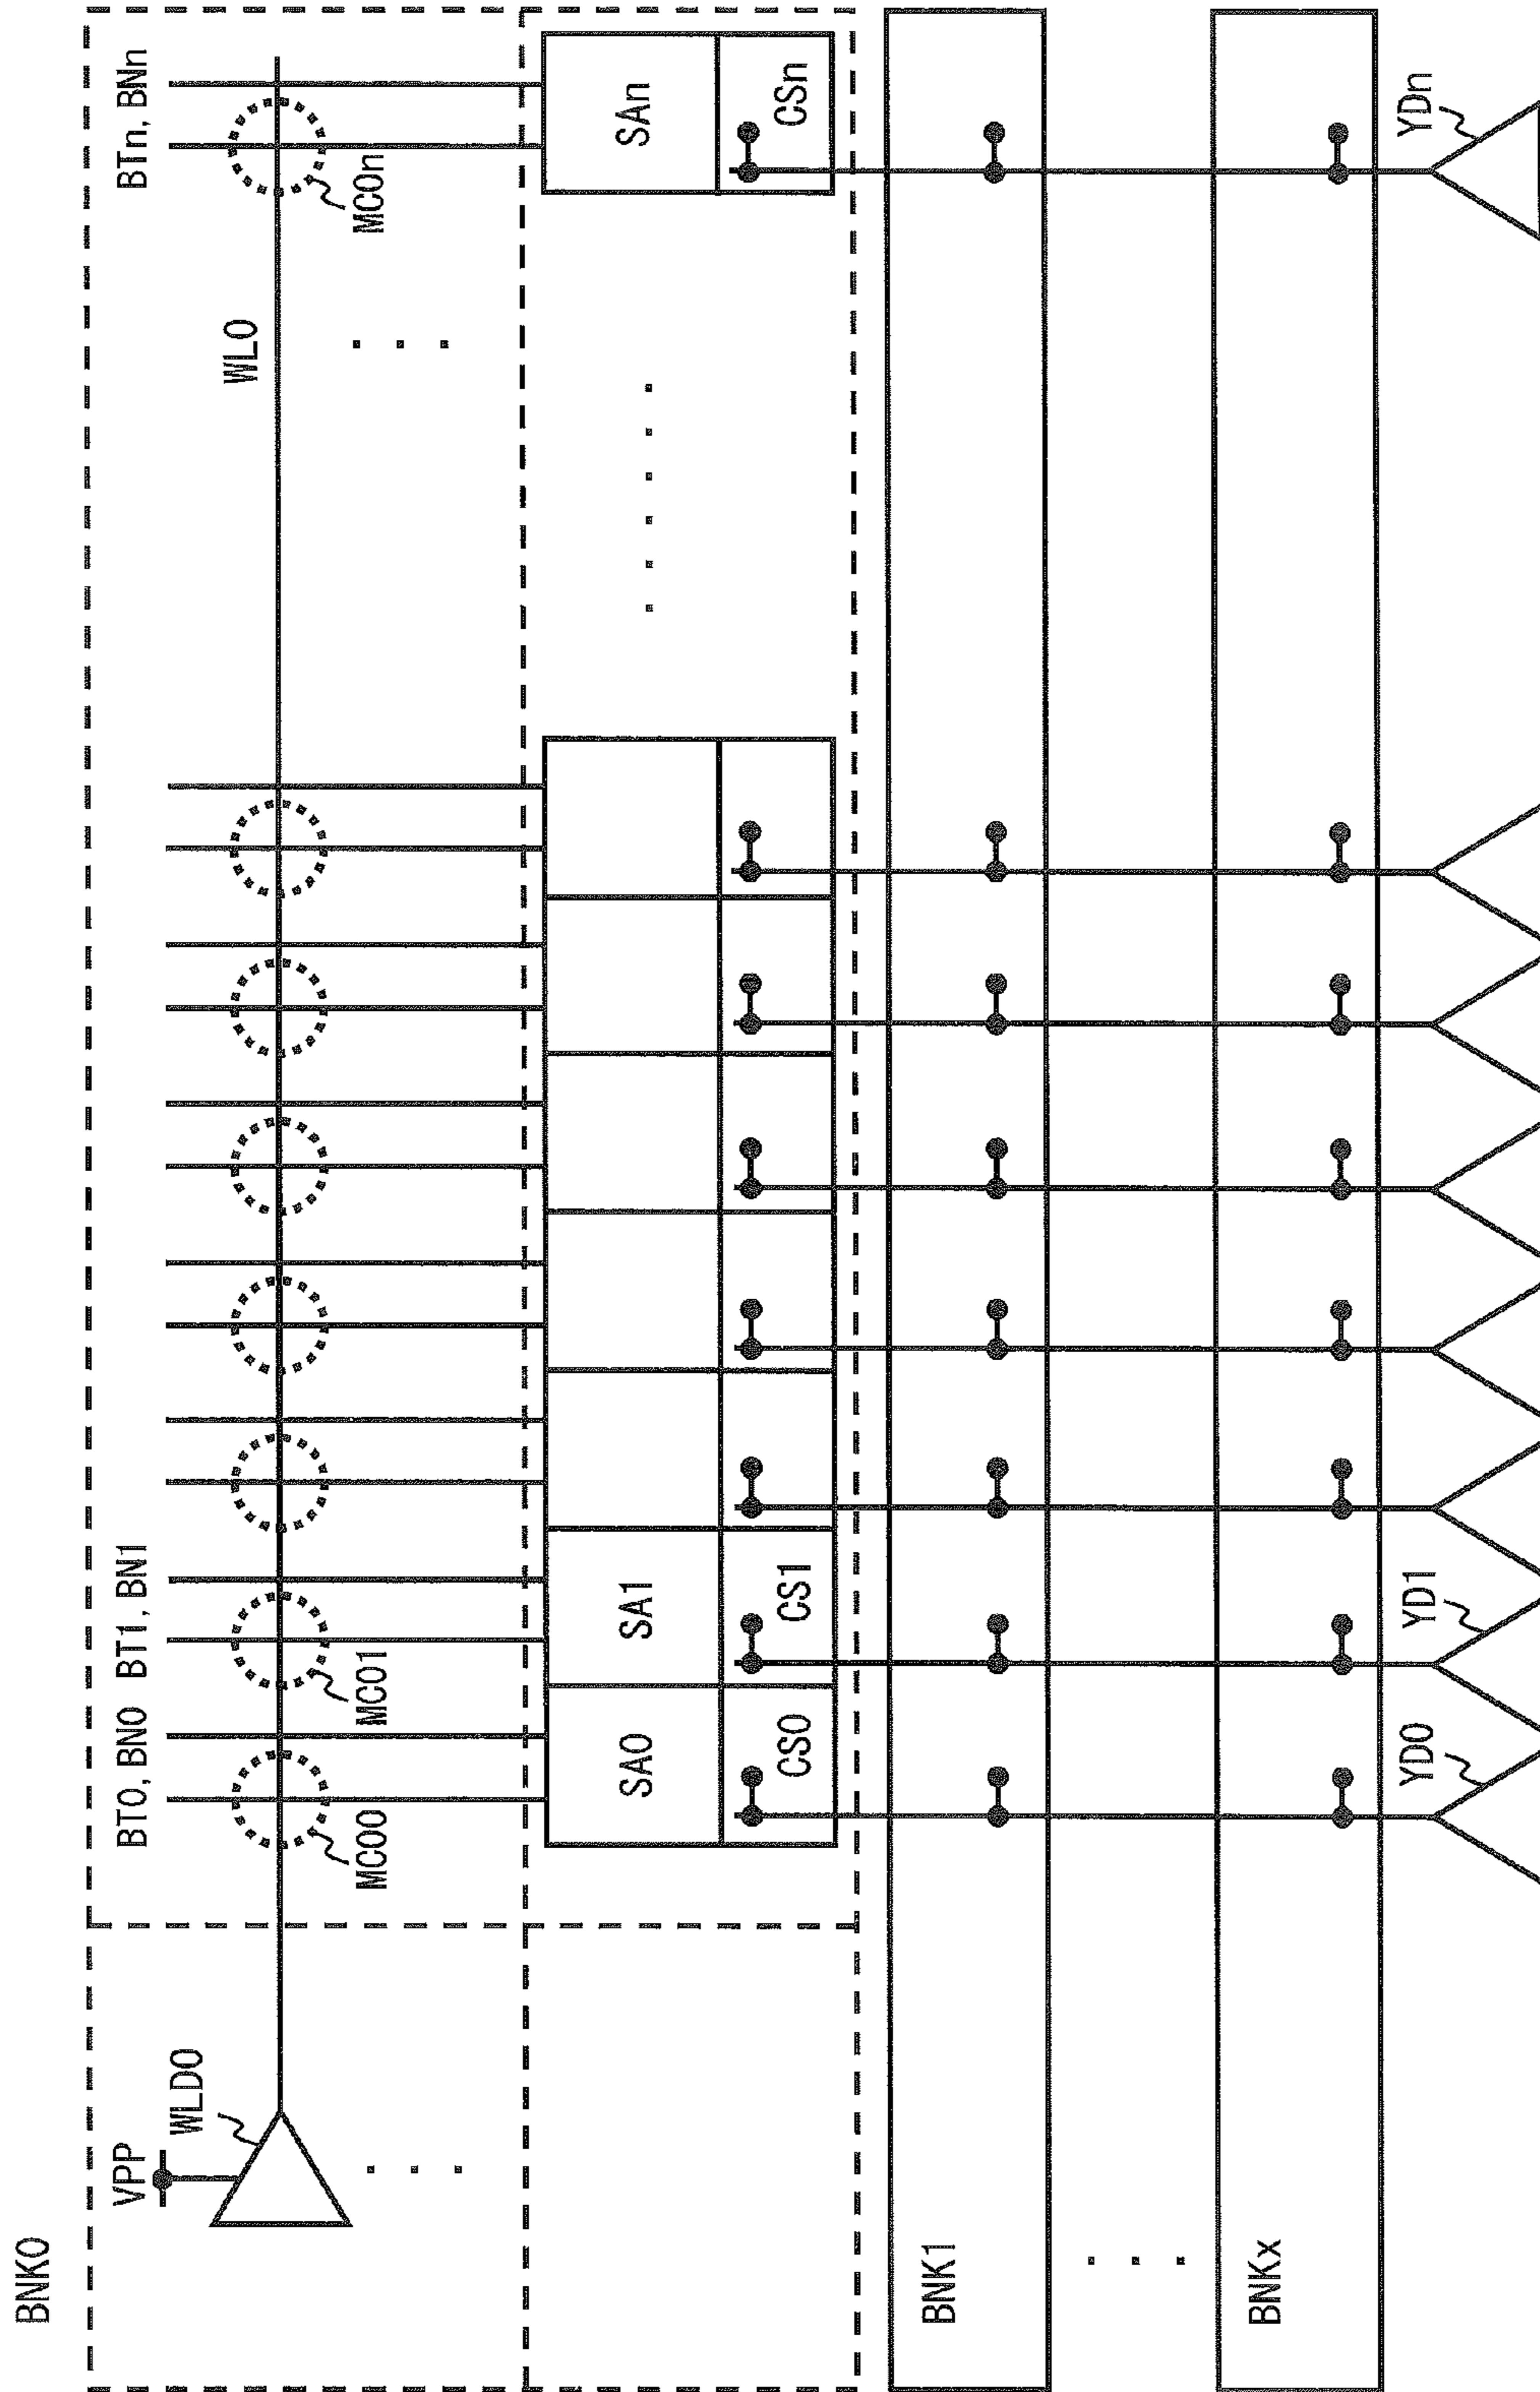 BNK0
VPP
WLD0
BT0, BN0
BT1, BN1
BTn, BNn
WL0
MC00
MC01
MC0n
SA0
SA1
SAn
CS0
CS1
CSn
BNK1
BNKx
YD0
YD1
YDn